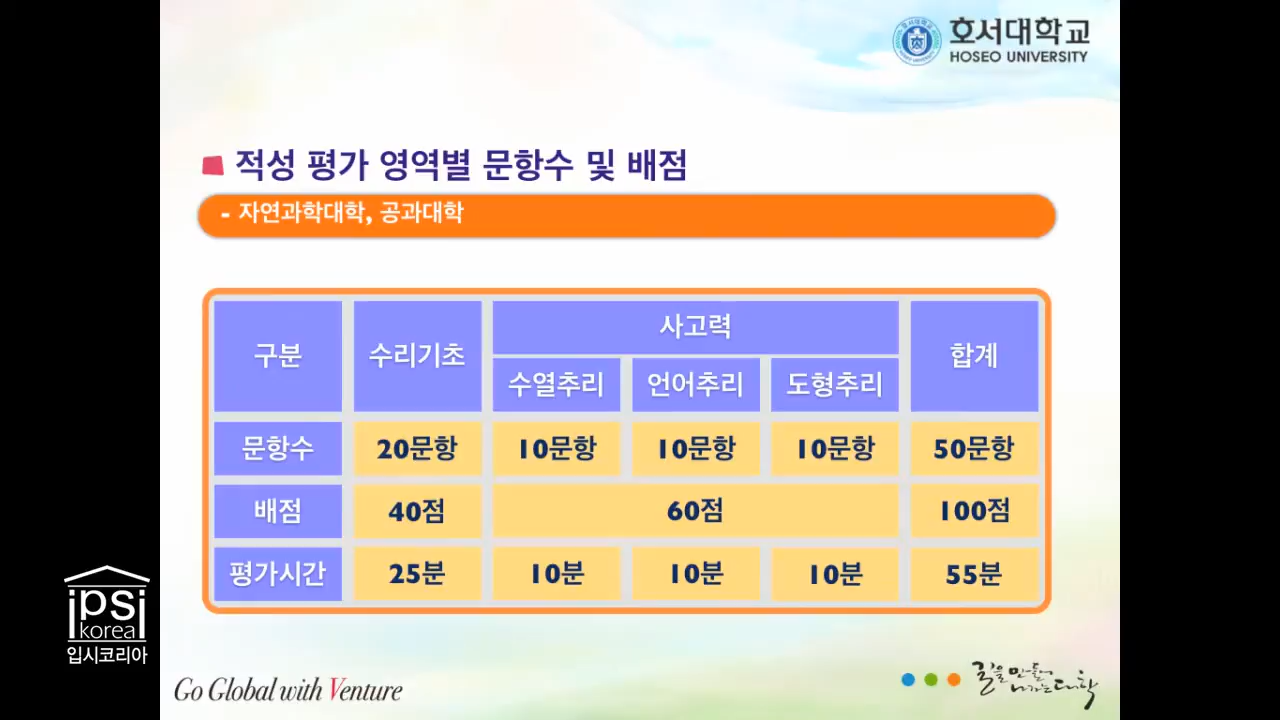 호서대학교
HOSEO UNIVERSITY
적성 평가 영역별 문항수 및 배점
- 자연과학대학, 공과대학
구분 수리기초 사고력 합계
수열추리 언어추리 도형추리
문항수 20문항 10문항 10문항 10문항 50문항
배점 40점 60점 100점
평가시간 25분 10분 10분 10분 55분
ipsi
korea
입시코리아
Go Global with Venture